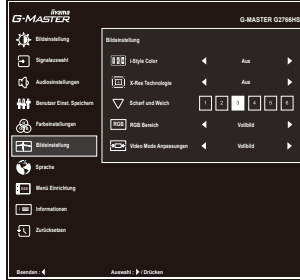 iiyama
G-MASTER
G-MASTER G2766HS
Bildeinstellung
Signalauswahl
Audioeinstellungen
Benutzer Einst. Speichern
Farbeinstellungen
Bildeinstellung
Sprache
Menü Einrichtung
Informationen
Zurücksetzen
Bildeinstellung
i-Style Color Aus
X-Res Technologie Aus
Scharf und Weich 1 2 3 4 5 6
RGB RGB Bereich Vollbild
Video Mode Anpassungen Vollbild
Beenden : Auswahl : / Drücken